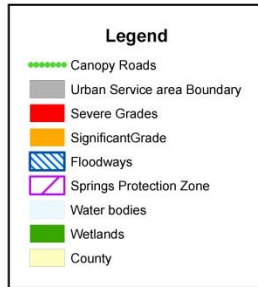 Legend
Canopy Roads
Urban Service area Boundary
Severe Grades
SignificantGrade
Floodways
Springs Protection Zone
Water bodies
Wetlands
County